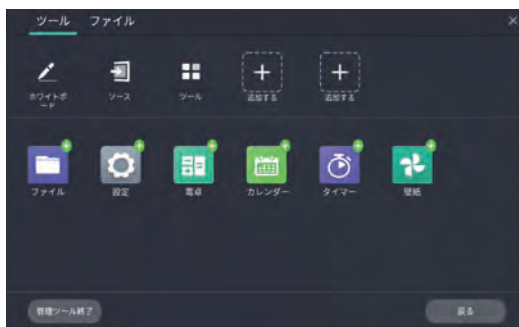 ツール ファイル
ホワイトボ
ード
ソース
ツール
追加する
追加する
ファイル
設定
電卓
カレンダー
タイマー
壁紙
管理ツール終了
戻る